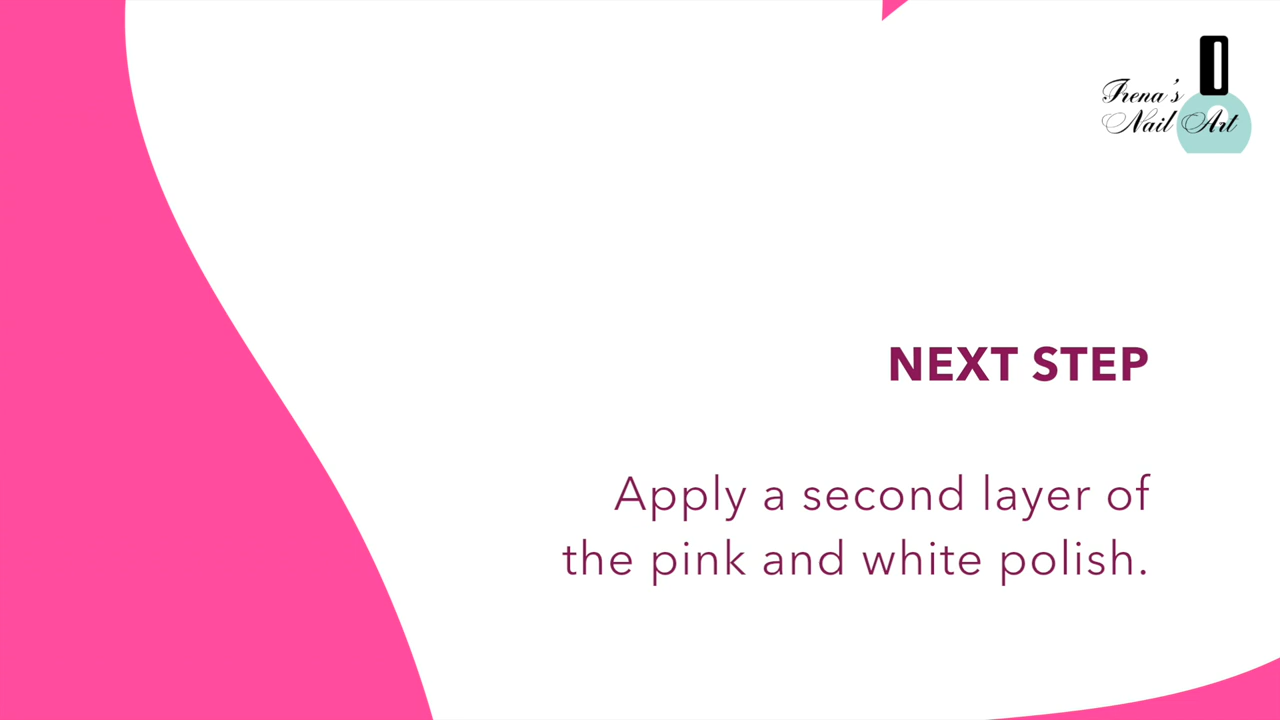 Irena's
Nail Art
NEXT STEP
Apply a second layer of
the pink and white polish.